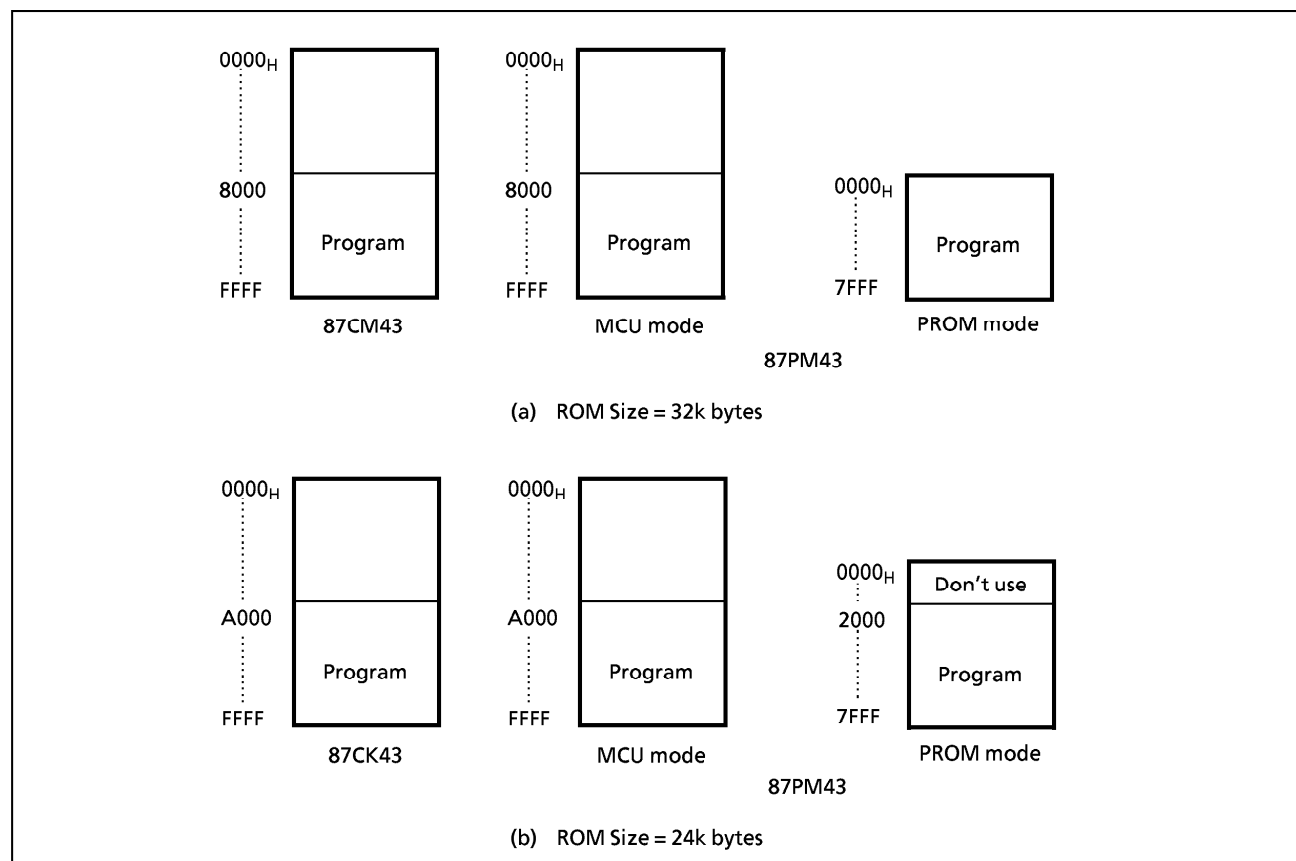 0000H
8000
Program
FFFF
87CM43
0000H
8000
Program
FFFF
MCU mode
0000H
Program
7FFF
PROM mode
87PM43
(a) ROM Size = 32k bytes
0000H
A000
Program
FFFF
87CK43
0000H
A000
Program
FFFF
MCU mode
0000H
Don't use
2000
Program
7FFF
PROM mode
87PM43
(b) ROM Size = 24k bytes